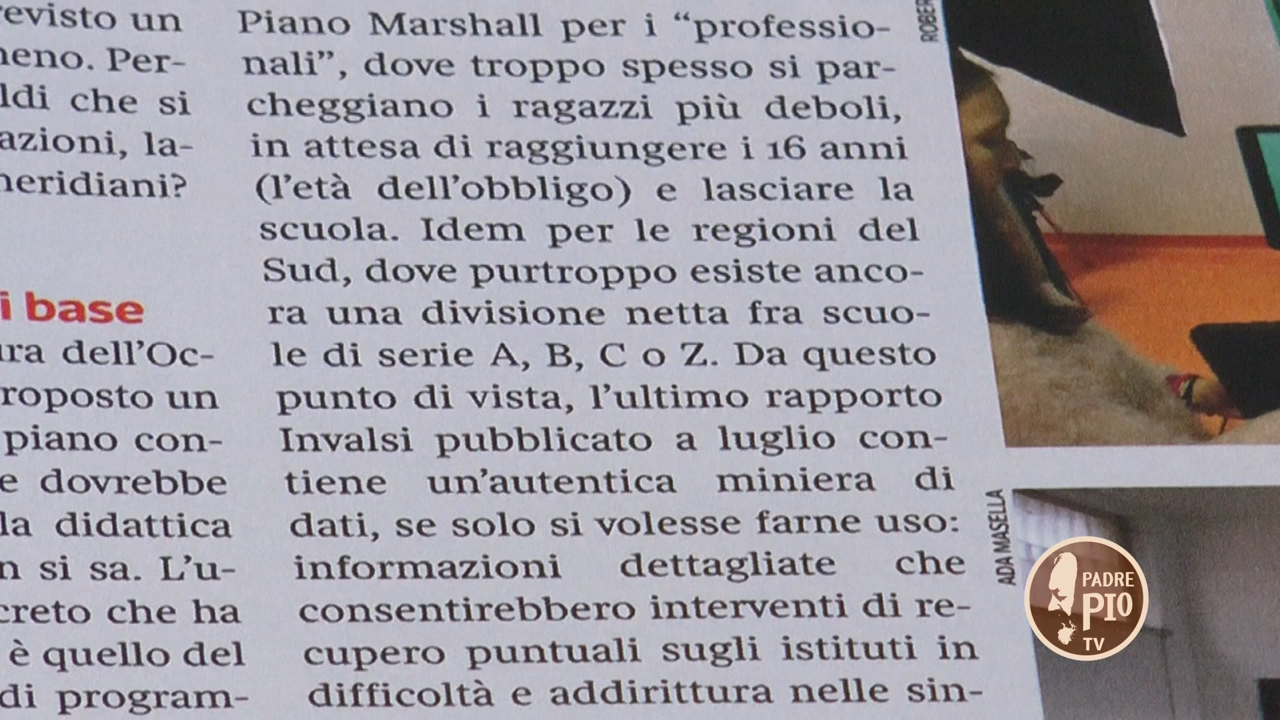 revisto un
meno. Per-
ldi che si
azioni, la-
meridiani?
i base
ura dell'Oc-
roposto un
piano con-
e dovrebbe
la didattica
n si sa. L'u-
creto che ha
è quello del
di program-
Piano Marshall per i “professio-
nali”, dove troppo spesso si par-
cheggiano i ragazzi più deboli,
in attesa di raggiungere i 16 anni
(l'età dell'obbligo) e lasciare la
scuola. Idem per le regioni del
Sud, dove purtroppo esiste anco-
ra una divisione netta fra scuo-
le di serie A, B, C o Z. Da questo
punto di vista, l'ultimo rapporto
Invalsi pubblicato a luglio con-
tiene un'autentica miniera di
dati, se solo si volesse farne uso:
informazioni dettagliate che
consentirebbero interventi di re-
cupero puntuali sugli istituti in
difficoltà e addirittura nelle sin-
ROBER
ADA MASELLA
PADRE
PIO
TV